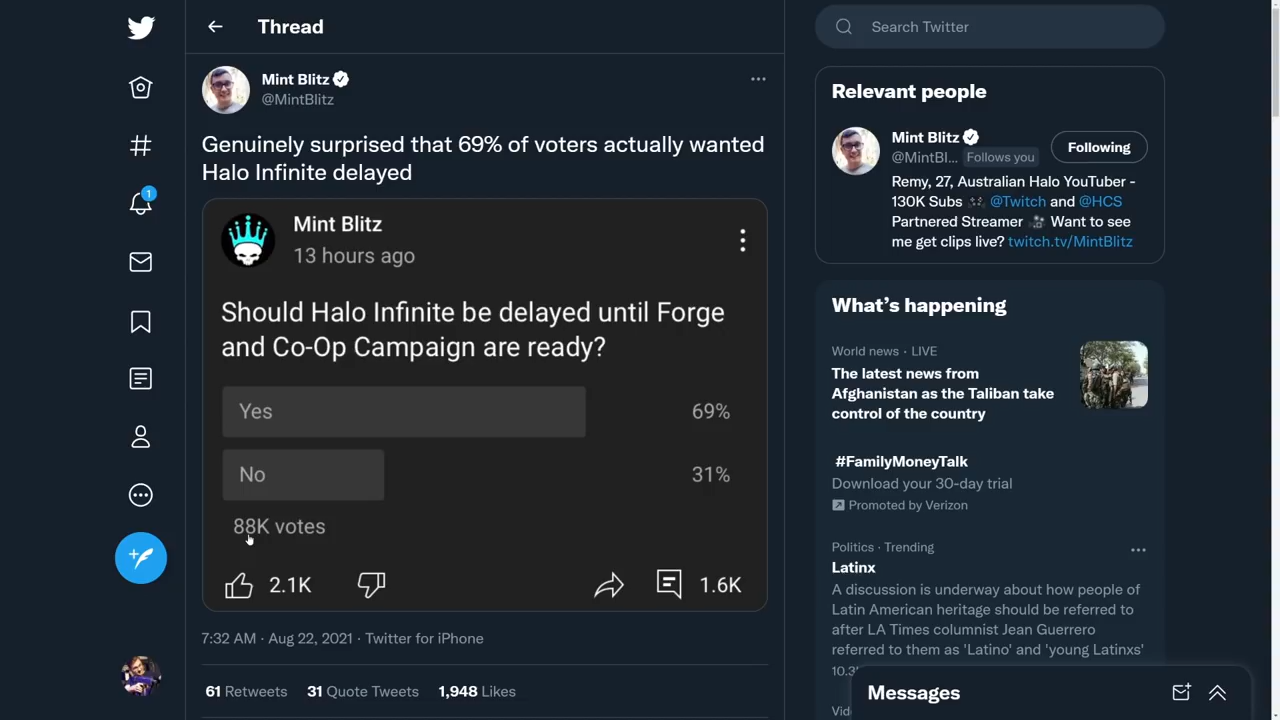 Thread
Mint Blitz
@MintBlitz
Genuinely surprised that 69% of voters actually wanted
Halo Infinite delayed
Mint Blitz
13 hours ago
Should Halo Infinite be delayed until Forge
and Co-Op Campaign are ready?
Yes 69%
No 31%
88K votes
2.1K 1.6K
7:32 AM · Aug 22, 2021 · Twitter for iPhone
61 Retweets 31 Quote Tweets 1,948 Likes
1
Search Twitter
Relevant people
Mint Blitz
@MintBl... Follows you
Following
Remy, 27, Australian Halo YouTuber -
130K Subs @Twitch and @HCS
Partnered Streamer Want to see
me get clips live? twitch.tv/MintBlitz
What's happening
World news · LIVE
The latest news from
Afghanistan as the Taliban take
control of the country
#FamilyMoneyTalk
Download your 30-day trial
Promoted by Verizon
Politics · Trending
Latinx
A discussion is underway about how people of
Latin American heritage should be referred to
after LA Times columnist Jean Guerrero
referred to them as 'Latino' and 'young Latinxs'
Messages